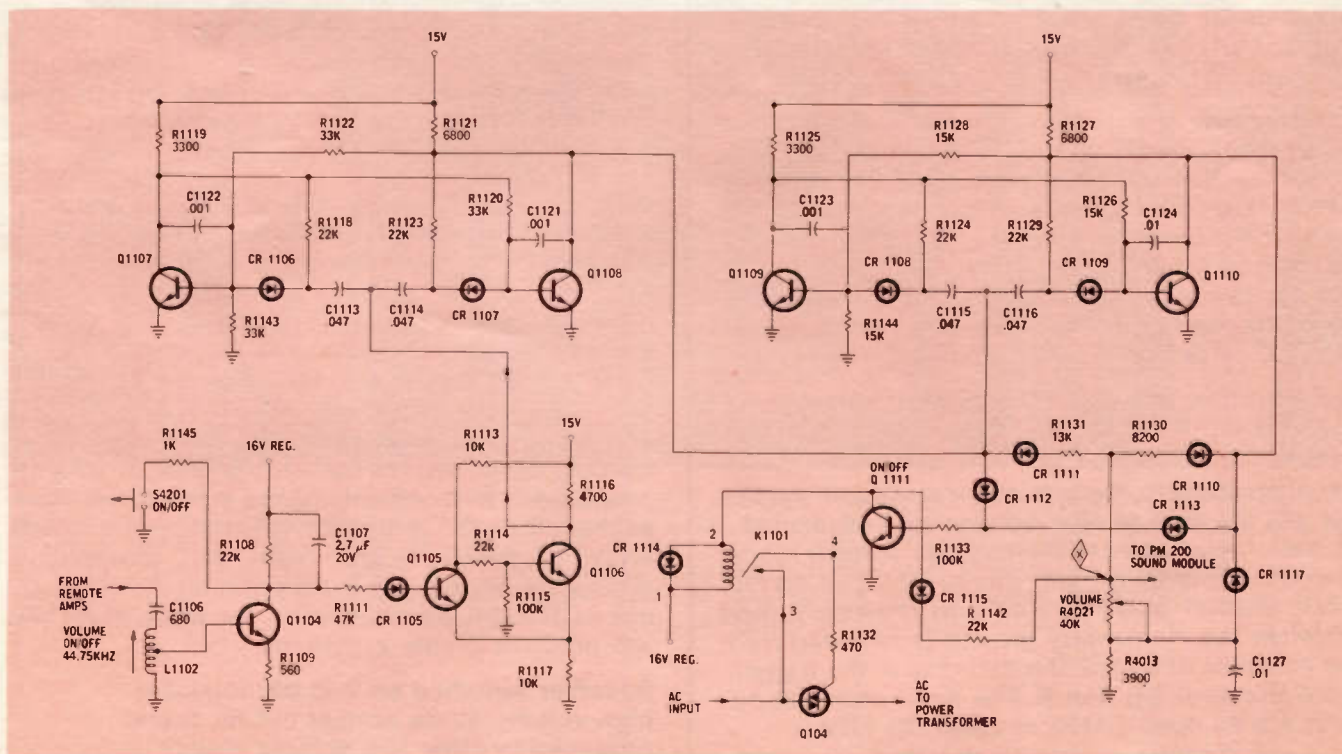 15V
15V
R1119
3300
R1122
33K
R1121
6800
R1125
3300
R1128
15K
R1127
6800
C1122
.001
R1118
22K
R1123
22K
R1120
33K
C1121
.001
C1123
.001
R1124
22K
R1129
22K
R1126
15K
C1124
.01
Q1107
CR 1106
Q1108
Q1109
CR 1108
CR 1109
Q1110
R1143
33K
C1113
.047
C1114
.047
CR 1107
R1144
15K
C1115
.047
C1116
.047
R1145
1K
16V REG.
R1113
10K
15V
R1131
13K
R1130
8200
S4201
ON/OFF
R1116
4700
ON/OFF
Q 1111
CR 1111
CR 1110
CR 1112
R1108
22K
C1107
2.7 µF
20V
Q1105
R1114
22K
2
K1101
4
CR 1113
R1133
100K
TO PM 200
SOUND MODULE
FROM
REMOTE
AMPS
Q1106
CR 1114
X
CR 1117
C1106
680
R1111
47K
CR 1105
R1115
100K
1
3
CR 1115
VOLUME
R4021
40K
VOLUME
ON/OFF
44.75KHZ
Q1104
R 1142
22K
L1102
R1109
560
R1117
10K
16V REG.
R1132
470
R4013
3900
C1127
.01
AC
INPUT
AC
TO
POWER
TRANSFORMER
Q104